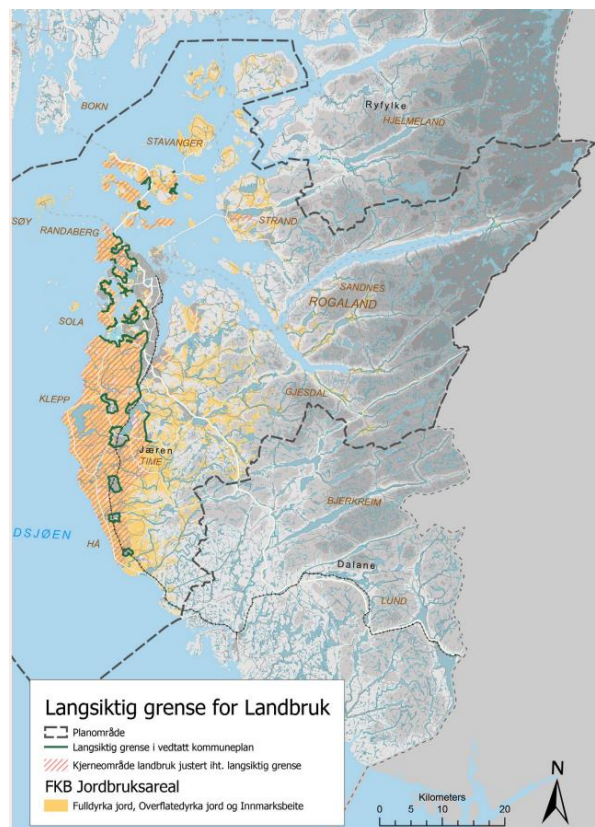 Ryfylke
HJELMELAND
BOKN
STAVANGER
STRAND
SØY
RANDABERG
SANDNES
ROGALAND
SOLA
GJESDAL
KLEPP
Jæren
TIME
BJERKREIM
DSJØEN
HÅ
Dalane
LUND
Langsiktig grense for Landbruk
Planområde
Langsiktig grense i vedtatt kommuneplan
Kjerneområde landbruk justert iht. langsiktig grense
FKB Jordbruksareal
Fulldyrka jord, Overflatedyrka jord og Innmarksbeite
N
Kilometers
0 5 10 20